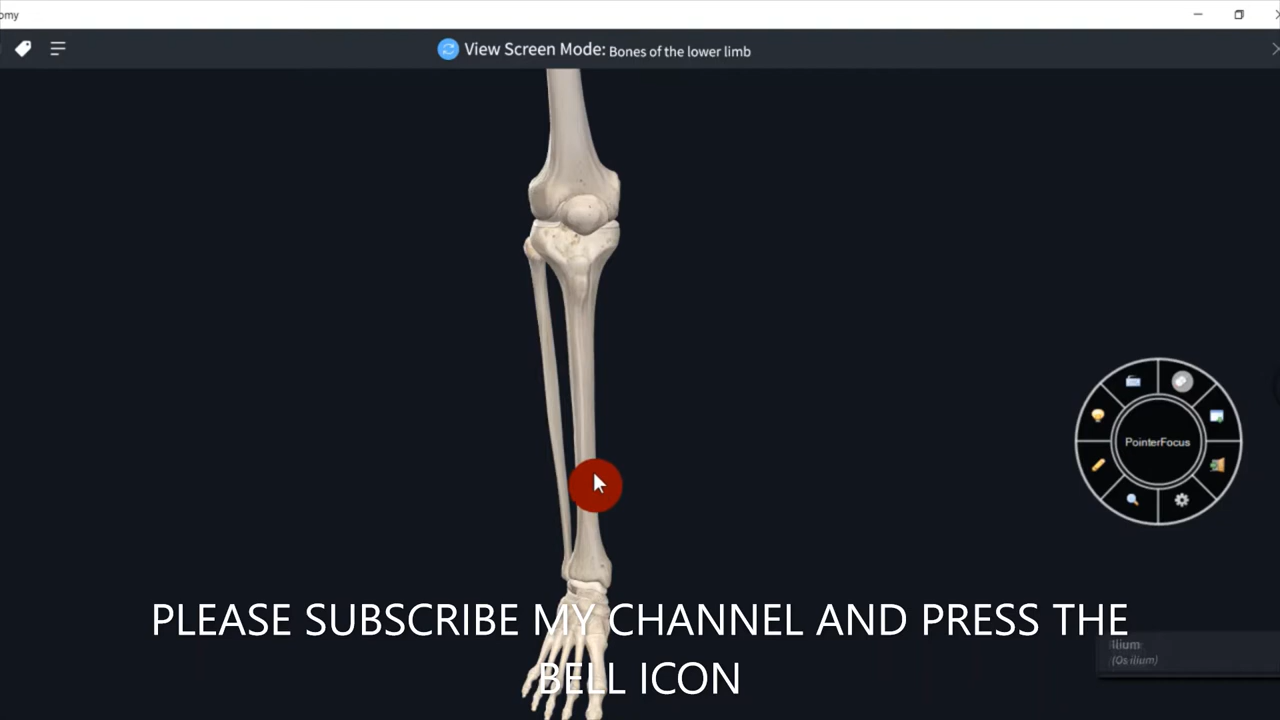 omy
View Screen Mode: Bones of the lower limb
PointerFocus
Ilium
(Os ilium)
PLEASE SUBSCRIBE MY CHANNEL AND PRESS THE
BELL ICON